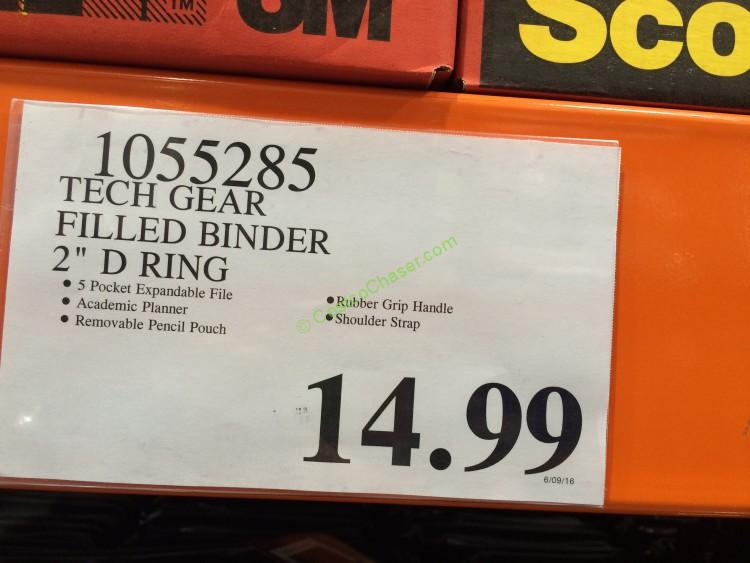 TM 3M
Sco
1055285
TECH GEAR
FILLED BINDER
2" D RING
• 5 Pocket Expandable File
• Academic Planner
• Removable Pencil Pouch
• Rubber Grip Handle
• Shoulder Strap
© CostcoChaser.com
14.99
6/09/16